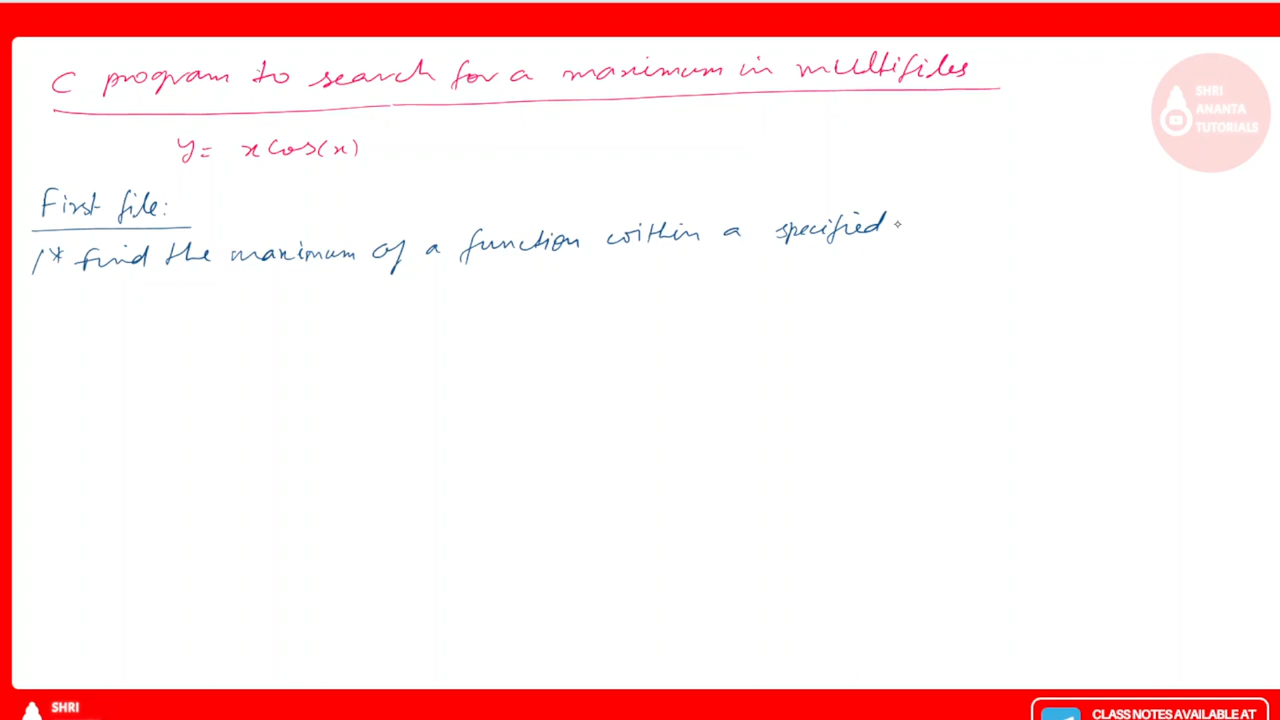 C program to search for a maximum in multifiles
y = x cos(x)
First file:
/* find the maximum of a function within a specified
SHRI
ANANTA
TUTORIALS
SHRI
CLASS NOTES AVAILABLE AT